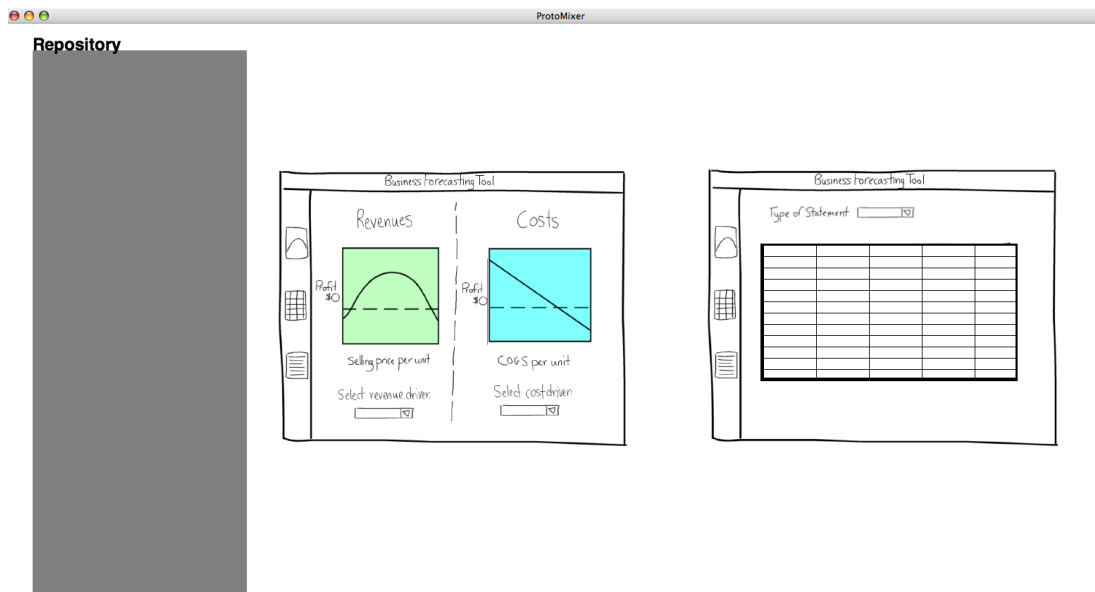 ProtoMixer
Repository
Business Forecasting Tool
Revenues
Costs
Profit
$0
Profit
$0
Selling price per unit
COGS per unit
Select revenue driver.
Select cost driver
Business Forecasting Tool
Type of Statement